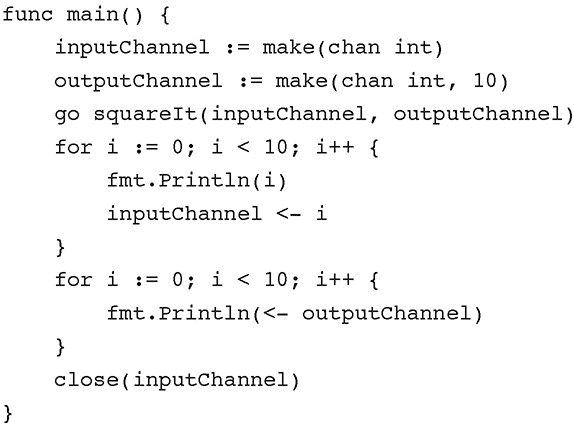 func main() {
    inputChannel := make(chan int)
    outputChannel := make(chan int, 10)
    go squareIt(inputChannel, outputChannel)
    for i := 0; i < 10; i++ {
        fmt.Println(i)
        inputChannel <- i
    }
    for i := 0; i < 10; i++ {
        fmt.Println(<- outputChannel)
    }
    close(inputChannel)
}